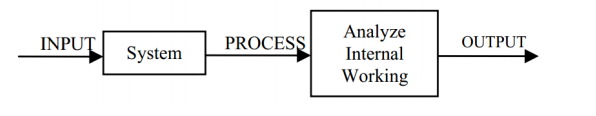 INPUT
System
PROCESS
Analyze
Internal
Working
OUTPUT